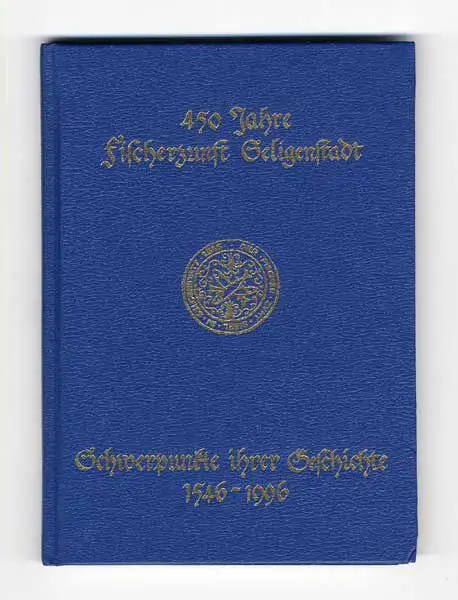 450 Jahre
Fischerzunft Seligenstadt
Schwerpunkte ihrer Geschichte
1546-1996